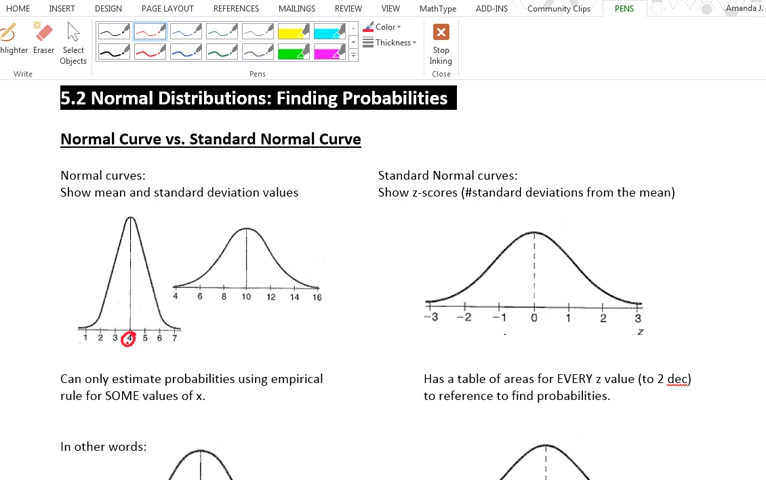 HOME INSERT DESIGN PAGE LAYOUT REFERENCES MAILINGS REVIEW VIEW MathType ADD-INS Community Clips PENS Amanda J.
hlighter Eraser Select Objects
Color
Thickness
Stop Inking
Write Pens Close
5.2 Normal Distributions: Finding Probabilities
Normal Curve vs. Standard Normal Curve
Normal curves:
Show mean and standard deviation values
Standard Normal curves:
Show z-scores (#standard deviations from the mean)
1 2 3 4 5 6 7
4 6 8 10 12 14 16
−3 −2 −1 0 1 2 3
z
Can only estimate probabilities using empirical
rule for SOME values of x.
Has a table of areas for EVERY z value (to 2 dec)
to reference to find probabilities.
In other words: